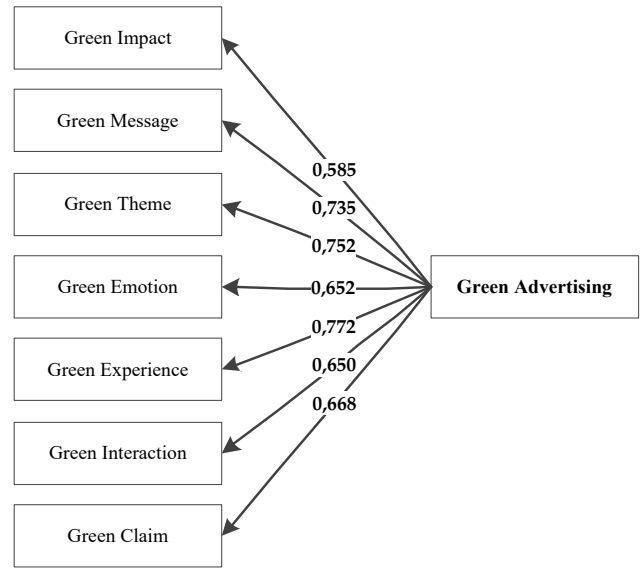 Green Impact
Green Message
Green Theme
Green Emotion
Green Experience
Green Interaction
Green Claim
0,585
0,735
0,752
0,652
0,772
0,650
0,668
Green Advertising